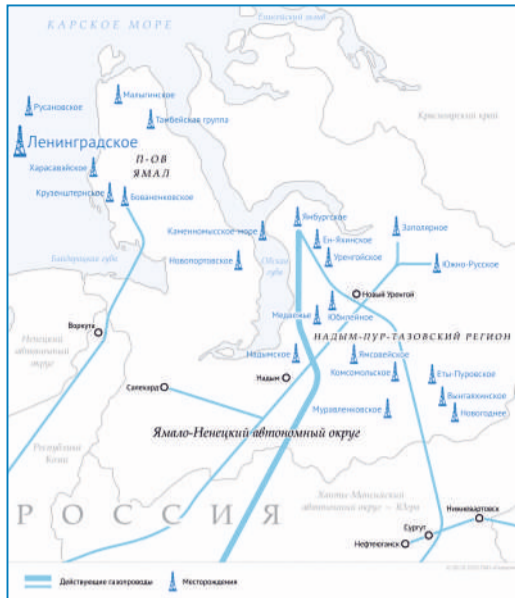 КАРСКОЕ МОРЕ
Енисейский залив
Малыгинское
Русановское
Тамбейская группа
Красноярский край
Ленинградское
П-ОВ
ЯМАЛ
Харасавэйское
Крузенштернское
Бованенковское
Ямбургское
Каменномысское-море
Ен-Яхинское
Заполярное
Уренгойское
Новопортовское
Обская
губа
Южно-Русское
Байдарацкая губа
Новый Уренгой
Медвежье
Юбилейное
Воркута
НАДЫМ-ПУР-ТАЗОВСКИЙ РЕГИОН
Ненецкий
автономный
округ
Надымское
Ямсовейское
Надым
Комсомольское
Еты-Пуровское
Салехард
Вынгаяхинское
Муравленковское
Новогоднее
Ямало-Ненецкий автономный округ
Республика
Коми
Ханты-Мансийский
автономный округ — Югра
РОССИЯ
Нижневартовск
Сургут
Нефтеюганск
Действующие газопроводы
Месторождения